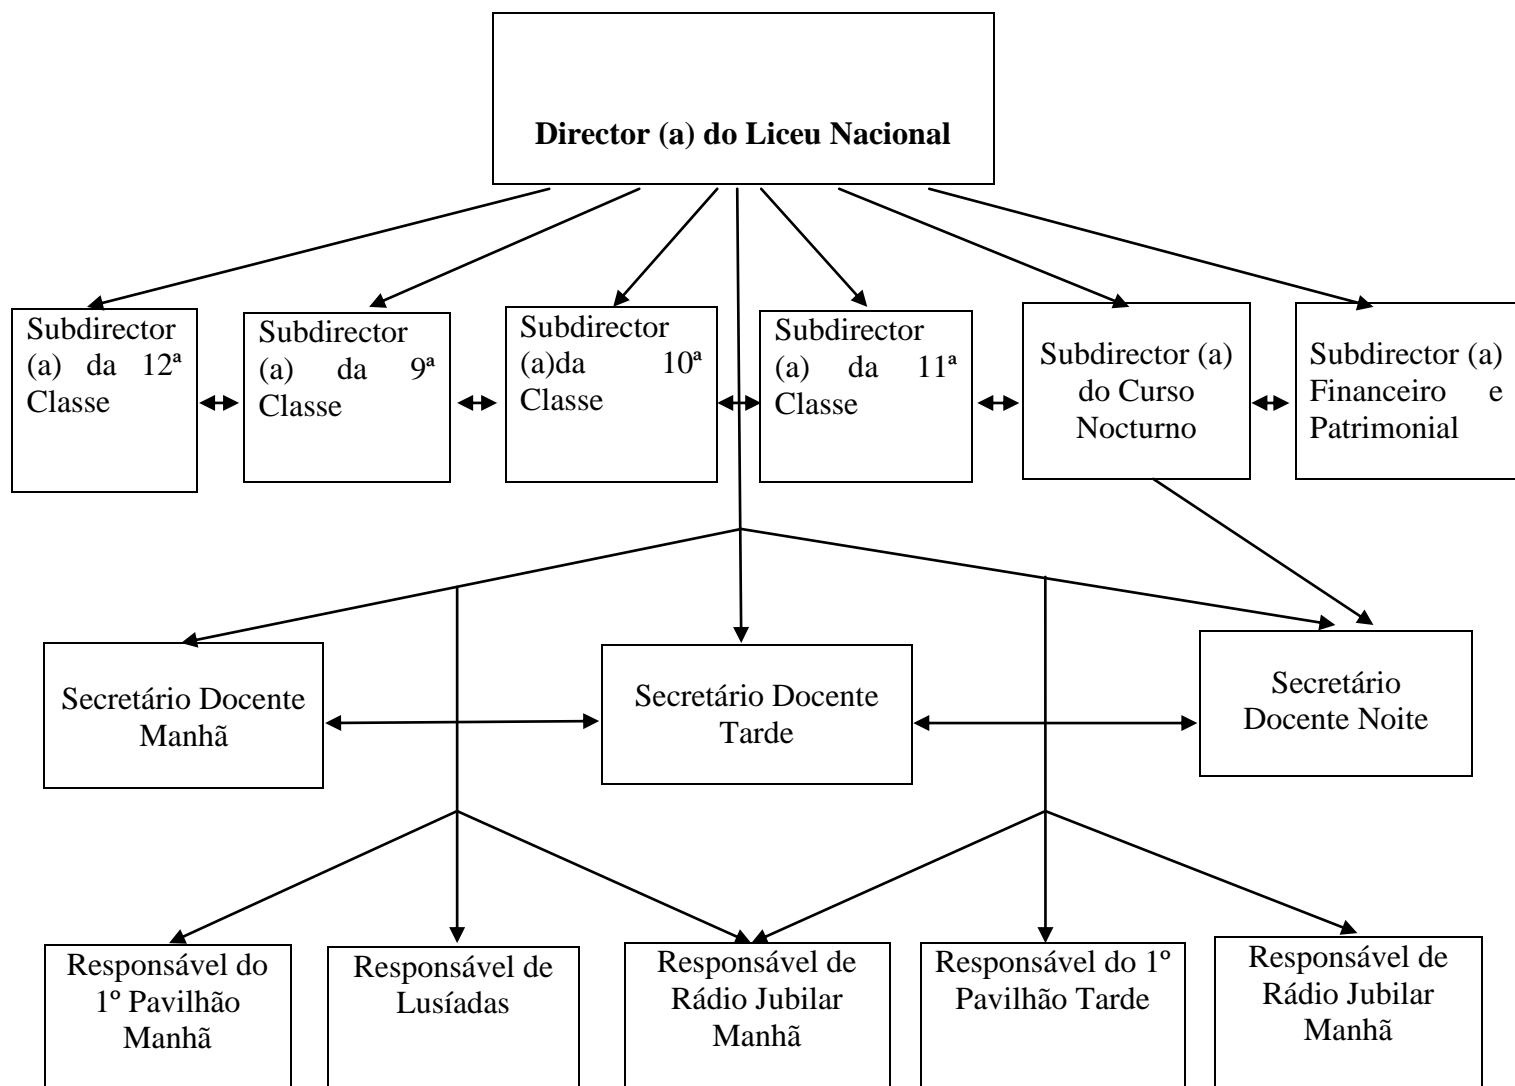 Director (a) do Liceu Nacional
Subdirector
(a) da 12ª
Classe
Subdirector
(a) da 9ª
Classe
Subdirector
(a)da 10ª
Classe
Subdirector
(a) da 11ª
Classe
Subdirector (a)
do Curso
Nocturno
Subdirector (a)
Financeiro e
Patrimonial
Secretário Docente
Manhã
Secretário Docente
Tarde
Secretário
Docente Noite
Responsável do
1º Pavilhão
Manhã
Responsável de
Lusíadas
Responsável de
Rádio Jubilar
Manhã
Responsável do 1º
Pavilhão Tarde
Responsável de
Rádio Jubilar
Manhã